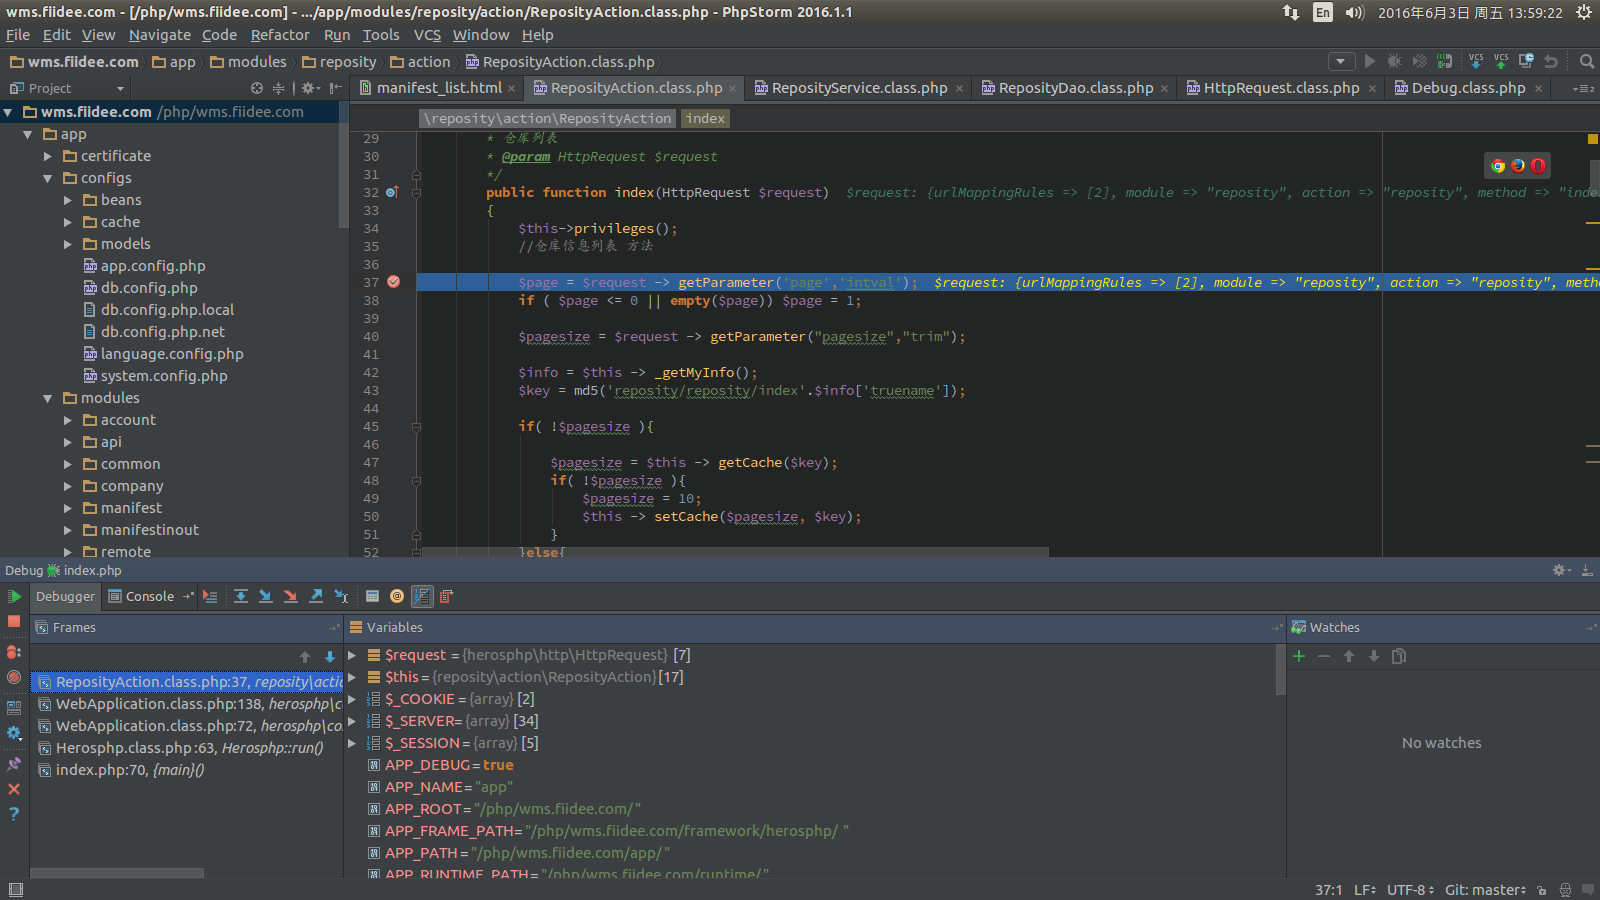 wms.fiidee.com - [/php/wms.fiidee.com] - .../app/modules/reposity/action/ReposityAction.class.php - PhpStorm 2016.1.1
En
2016年6月3日 周五 13:59:22
File Edit View Navigate Code Refactor Run Tools VCS Window Help
wms.fiidee.com app modules reposity action ReposityAction.class.php
VCS VCS
Project
manifest_list.html ReposityAction.class.php ReposityService.class.php ReposityDao.class.php HttpRequest.class.php Debug.class.php
wms.fiidee.com /php/wms.fiidee.com
app
certificate
configs
beans
cache
models
app.config.php
db.config.php
db.config.php.local
db.config.php.net
language.config.php
system.config.php
modules
account
api
common
company
manifest
manifestinout
remote
\reposity\action\ReposityAction index
29 * 仓库列表
30 * @param HttpRequest $request
31 */
32 public function index(HttpRequest $request) $request: {urlMappingRules => [2], module => "reposity", action => "reposity", method => "inde
33 {
34 $this->privileges();
35 //仓库信息列表 方法
36
37 $page = $request -> getParameter('page','intval'); $request: {urlMappingRules => [2], module => "reposity", action => "reposity", metho
38 if ( $page <= 0 || empty($page)) $page = 1;
39
40 $pagesize = $request -> getParameter("pagesize","trim");
41
42 $info = $this -> _getMyInfo();
43 $key = md5('reposity/reposity/index'.$info['truename']);
44
45 if( !$pagesize ){
46
47 $pagesize = $this -> getCache($key);
48 if( !$pagesize ){
49 $pagesize = 10;
50 $this -> setCache($pagesize, $key);
51 }
52 }else{
Debug index.php
Debugger Console
Frames
ReposityAction.class.php:37, reposity\actio
WebApplication.class.php:138, herosphp\c
WebApplication.class.php:72, herosphp\co
Herosphp.class.php :63, Herosphp::run()
index.php:70, {main}()
Variables
$request = {herosphp\http\HttpRequest} [7]
$this = {reposity\action\ReposityAction} [17]
$_COOKIE = {array} [2]
$_SERVER= {array} [34]
$_SESSION = {array} [5]
APP_DEBUG = true
APP_NAME = "app"
APP_ROOT = "/php/wms.fiidee.com/ "
APP_FRAME_PATH= "/php/wms.fiidee.com/framework/herosphp/ "
APP_PATH = "/php/wms.fiidee.com/app/ "
APP_RUNTIME_PATH = "/php/wms.fiidee.com/runtime/ "
Watches
No watches
37:1 LF UTF-8 Git: master